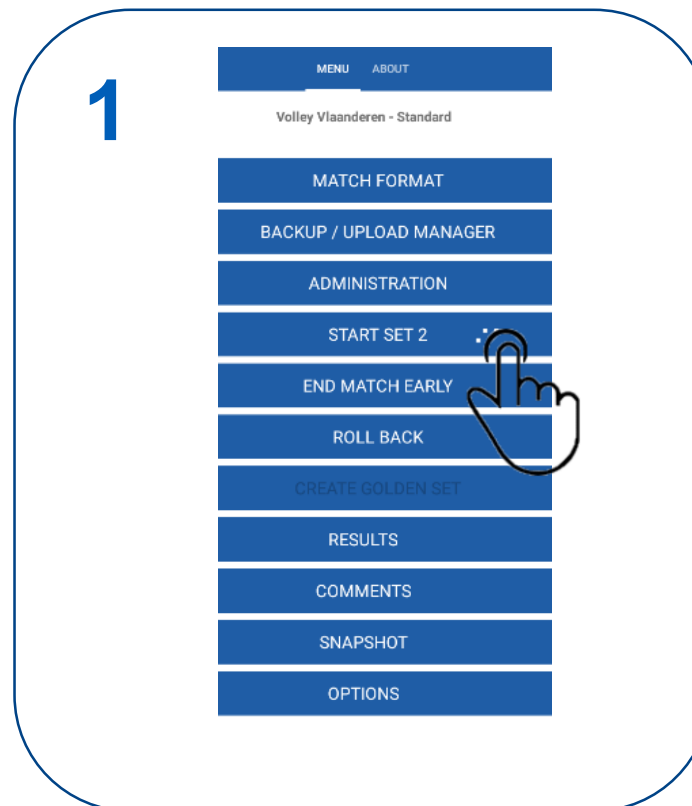 1
MENU ABOUT
Volley Vlaanderen - Standard
MATCH FORMAT
BACKUP / UPLOAD MANAGER
ADMINISTRATION
START SET 2
END MATCH EARLY
ROLL BACK
CREATE GOLDEN SET
RESULTS
COMMENTS
SNAPSHOT
OPTIONS